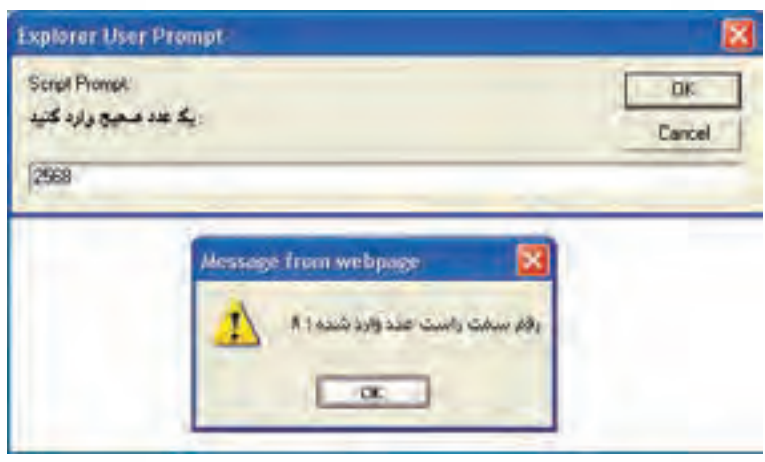 Explorer User Prompt
Script Prompt:
OK
یک عدد صحیح وارد کنید :
Cancel
2568
Message from webpage
رقم سمت راست عدد وارد شده : 8
OK